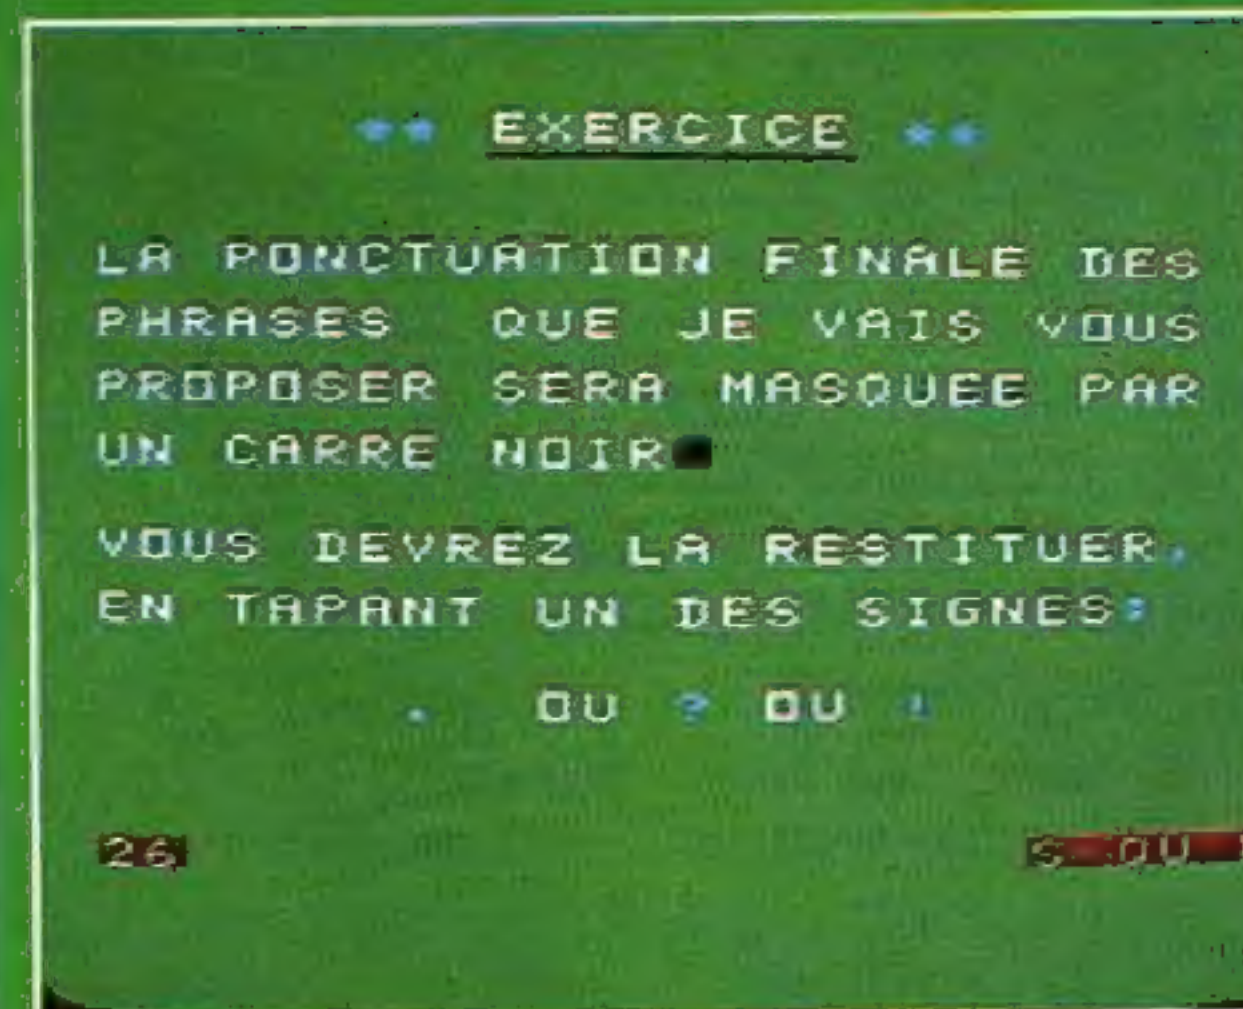 ** EXERCICE **
LA PONCTUATION FINALE DES
PHRASES QUE JE VAIS VOUS
PROPOSER SERA MASQUEE PAR
UN CARRE NOIR■
VOUS DEVREZ LA RESTITUER,
EN TAPANT UN DES SIGNES:
. OU ? OU !
26 S OU